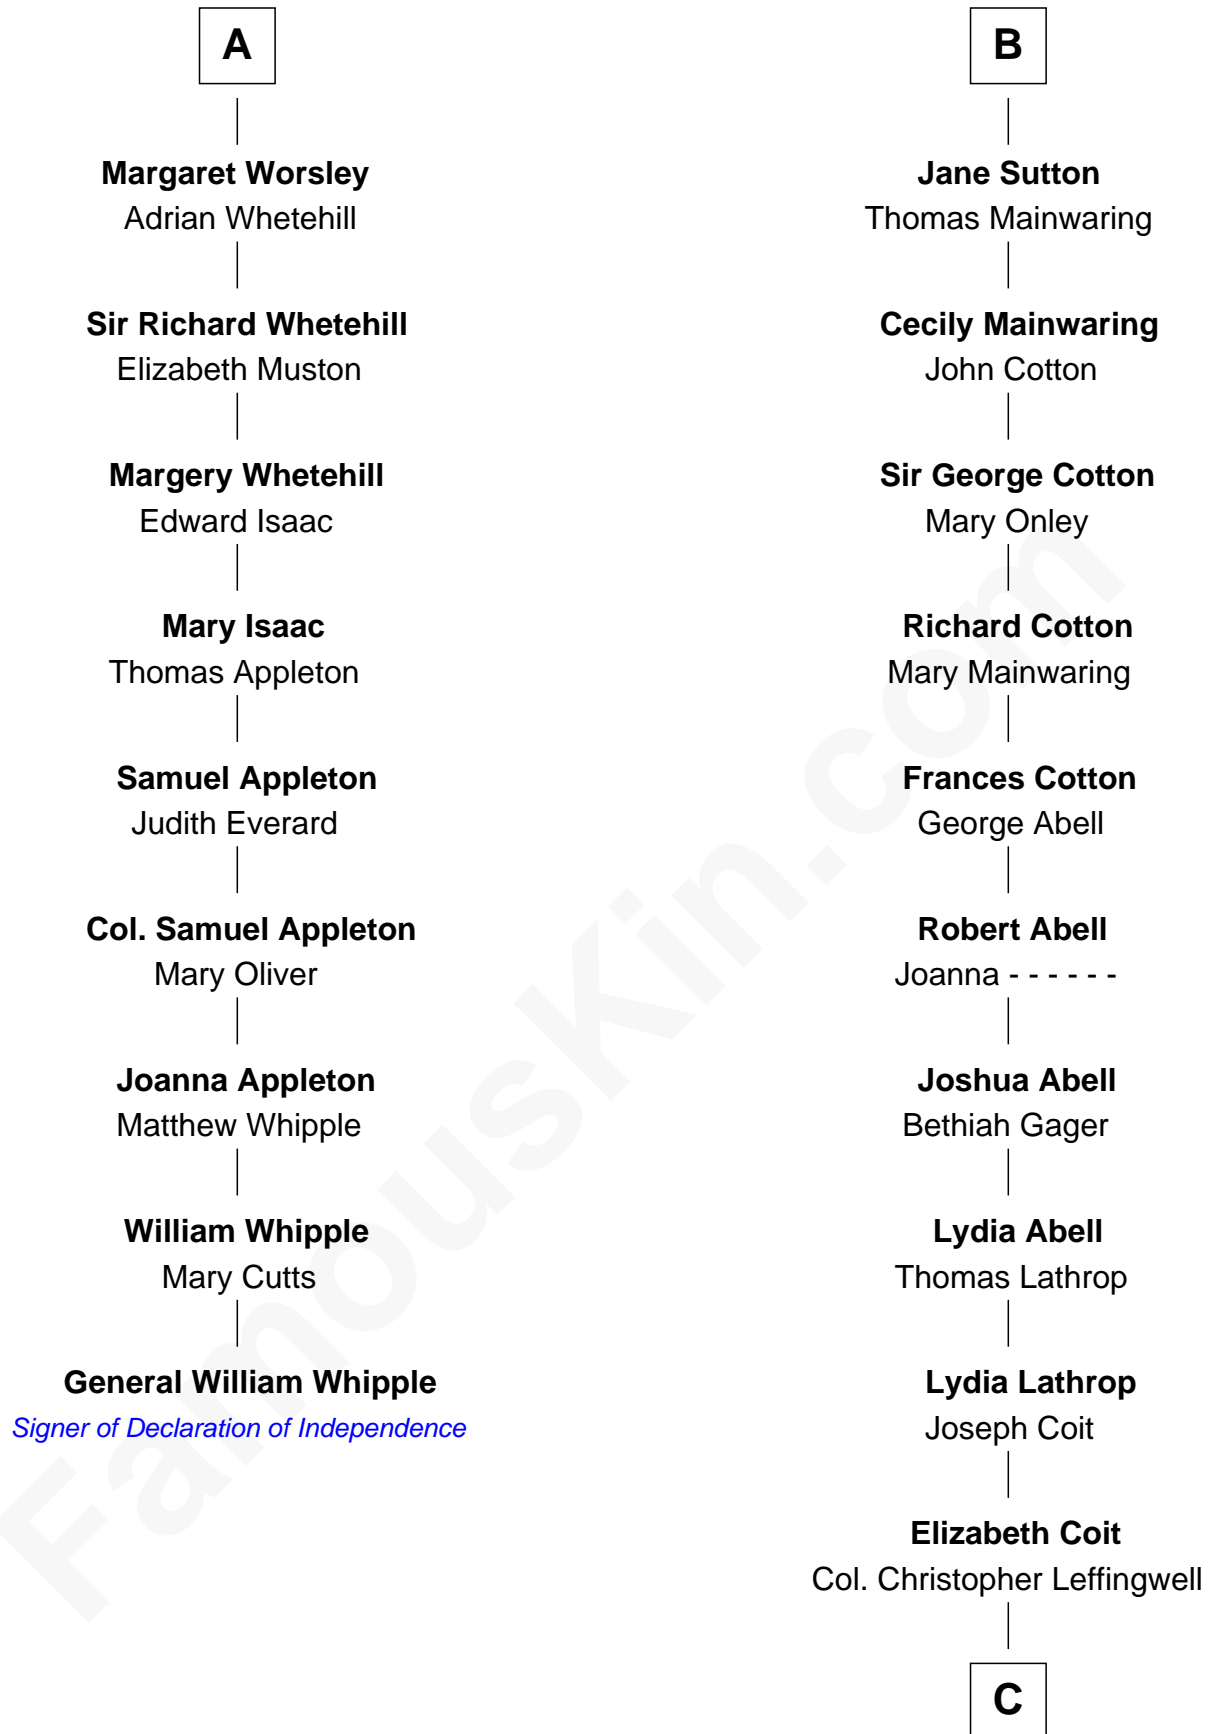 A
Margaret Worsley
Adrian Whetehill
Sir Richard Whetehill
Elizabeth Muston
Margery Whetehill
Edward Isaac
Mary Isaac
Thomas Appleton
Samuel Appleton
Judith Everard
Col. Samuel Appleton
Mary Oliver
Joanna Appleton
Matthew Whipple
William Whipple
Mary Cutts
General William Whipple
Signer of Declaration of Independence
B
Jane Sutton
Thomas Mainwaring
Cecily Mainwaring
John Cotton
Sir George Cotton
Mary Onley
Richard Cotton
Mary Mainwaring
Frances Cotton
George Abell
Robert Abell
Joanna - - - - - -
Joshua Abell
Bethiah Gager
Lydia Abell
Thomas Lathrop
Lydia Lathrop
Joseph Coit
Elizabeth Coit
Col. Christopher Leffingwell
C
FamousKin.com